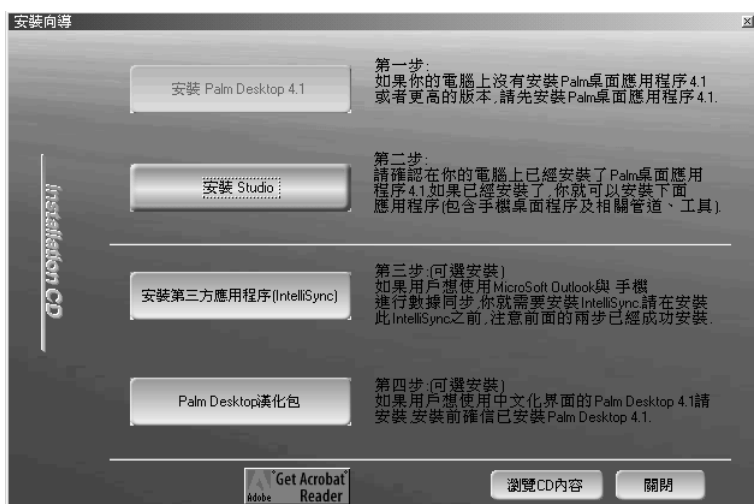 安裝向導
安裝 Palm Desktop 4.1
第一步:
如果你的電腦上沒有安裝Palm桌面應用程序4.1
或者更高的版本,請先安裝Palm桌面應用程序4.1.
安裝 Studio
第二步:
請確認在你的電腦上已經安裝了Palm桌面應用
程序4.1.如果已經安裝了,你就可以安裝下面
應用程序(包含手機桌面程序及相關管道、工具).
Installation CD
安裝第三方應用程序(IntelliSync)
第三步:(可選安裝)
如果用戶想使用MicroSoft Outlook與 手機
進行數據同步,你就需要安裝IntelliSync.請在安裝
此IntelliSync之前,注意前面的兩步已經成功安裝.
Palm Desktop漢化包
第四步:(可選安裝)
如果用戶想使用中文化界面的Palm Desktop 4.1請
安裝.安裝前確信已安裝Palm Desktop 4.1.
Get Acrobat
Adobe Reader
瀏覽CD內容
關閉